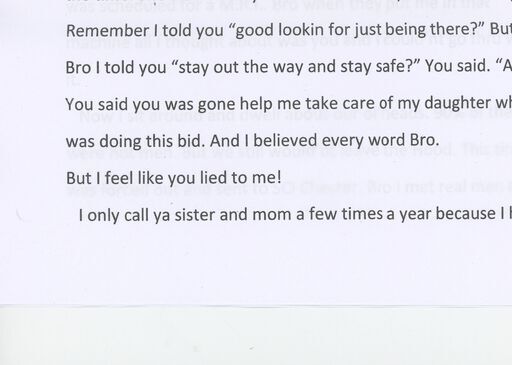 Remember I told you “good lookin for just being there?” But
Bro I told you “stay out the way and stay safe?” You said. “A
You said you was gone help me take care of my daughter wh
was doing this bid. And I believed every word Bro.
But I feel like you lied to me!
I only call ya sister and mom a few times a year because I h